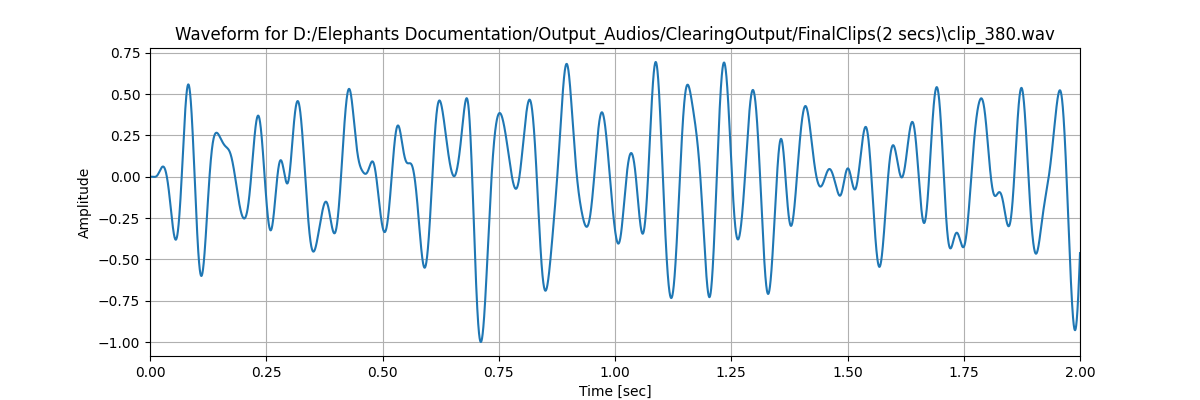 Waveform for D:/Elephants Documentation/Output_Audios/ClearingOutput/FinalClips(2 secs)\clip_380.wav
0.75
0.50
0.25
0.00
−0.25
−0.50
−0.75
−1.00
Amplitude
0.00 0.25 0.50 0.75 1.00 1.25 1.50 1.75 2.00
Time [sec]